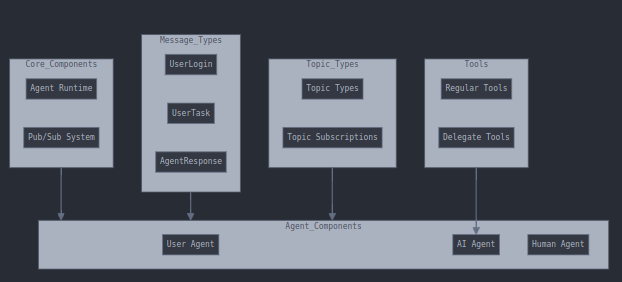 Core_Components
Agent Runtime
Pub/Sub System
Message_Types
UserLogin
UserTask
AgentResponse
Topic_Types
Topic Types
Topic Subscriptions
Tools
Regular Tools
Delegate Tools
Agent_Components
User Agent
AI Agent
Human Agent